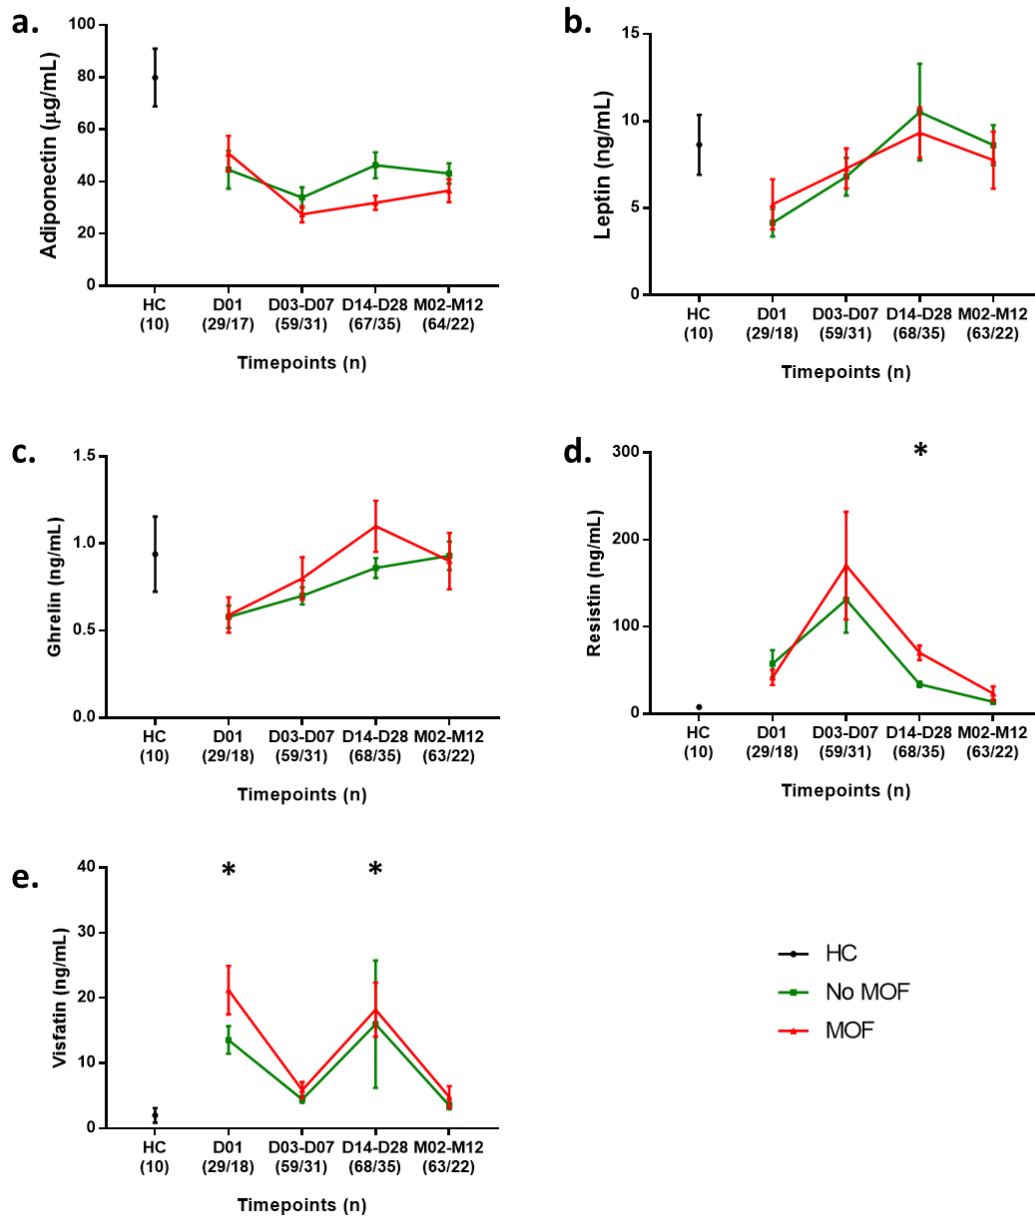 a.
Adiponectin (µg/mL)
100
80
60
40
20
0
HC D01 D03-D07 D14-D28 M02-M12
(10) (29/17) (59/31) (67/35) (64/22)
Timepoints (n)
b.
Leptin (ng/mL)
15
10
5
0
HC D01 D03-D07 D14-D28 M02-M12
(10) (29/18) (59/31) (68/35) (63/22)
Timepoints (n)
c.
Ghrelin (ng/mL)
1.5
1.0
0.5
0.0
HC D01 D03-D07 D14-D28 M02-M12
(10) (29/18) (59/31) (68/35) (63/22)
Timepoints (n)
d.
Resistin (ng/mL)
300
200
100
0
*
HC D01 D03-D07 D14-D28 M02-M12
(10) (29/18) (59/31) (68/35) (63/22)
Timepoints (n)
e.
Visfatin (ng/mL)
40
30
20
10
0
* *
HC D01 D03-D07 D14-D28 M02-M12
(10) (29/18) (59/31) (68/35) (63/22)
Timepoints (n)
HC
No MOF
MOF